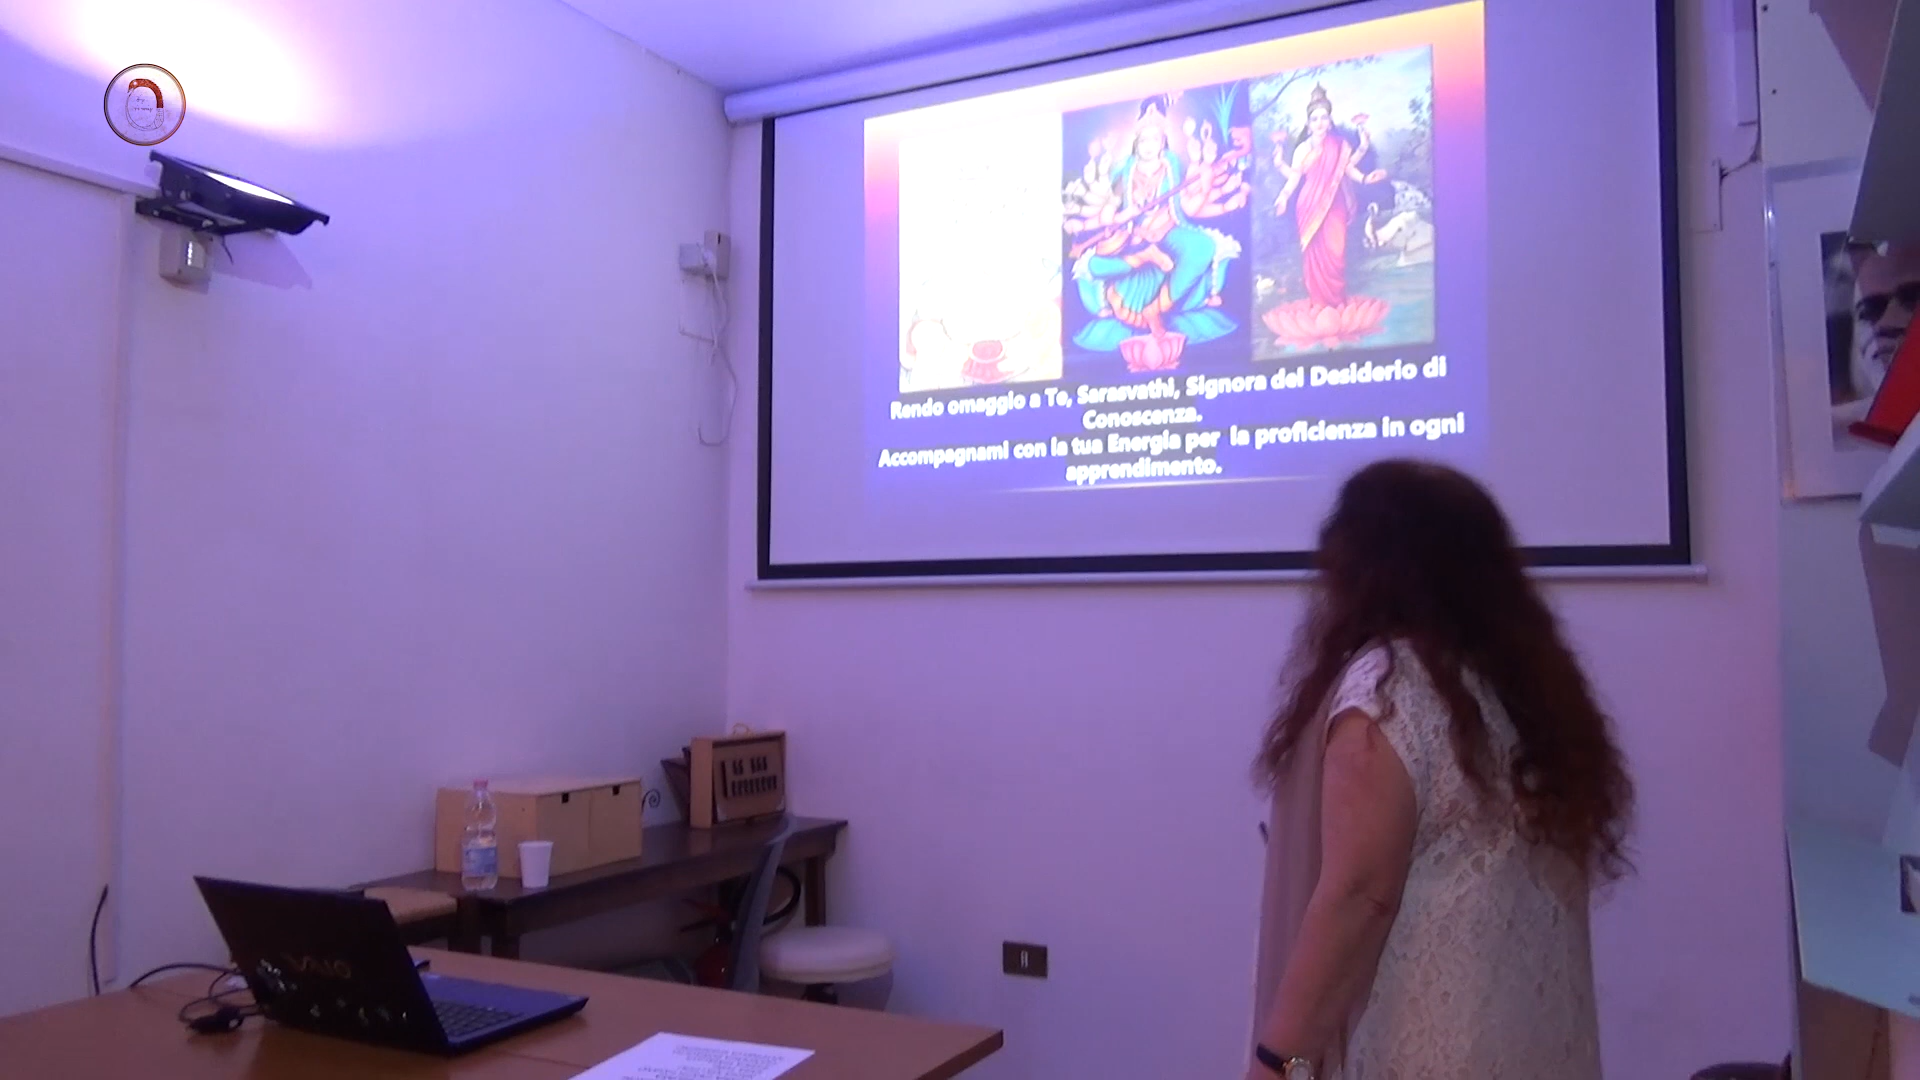 Rendo omaggio a Te, Sarasvathi, Signora del Desiderio di
Conoscenza.
Accompagnami con la tua Energia per la proficienza in ogni
apprendimento.
VAIO